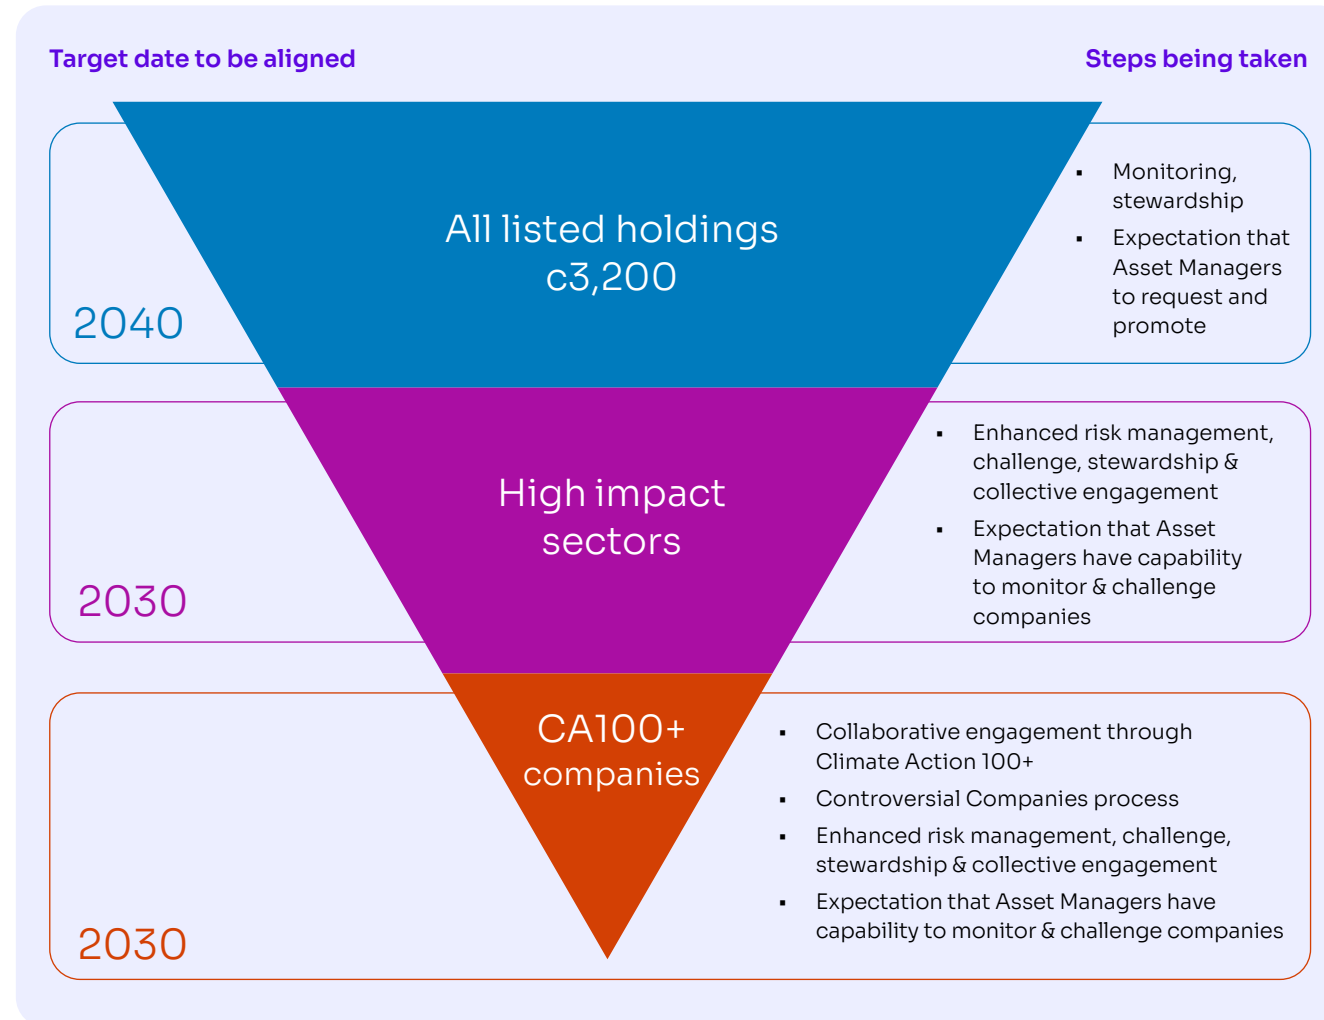 Target date to be aligned
Steps being taken
All listed holdings
c3,200
2040
▪ Monitoring,
stewardship
▪ Expectation that
Asset Managers
to request and
promote
High impact
sectors
2030
▪ Enhanced risk management,
challenge, stewardship &
collective engagement
▪ Expectation that Asset
Managers have capability
to monitor & challenge
companies
CA100+
companies
2030
▪ Collaborative engagement through
Climate Action 100+
▪ Controversial Companies process
▪ Enhanced risk management, challenge,
stewardship & collective engagement
▪ Expectation that Asset Managers have
capability to monitor & challenge companies